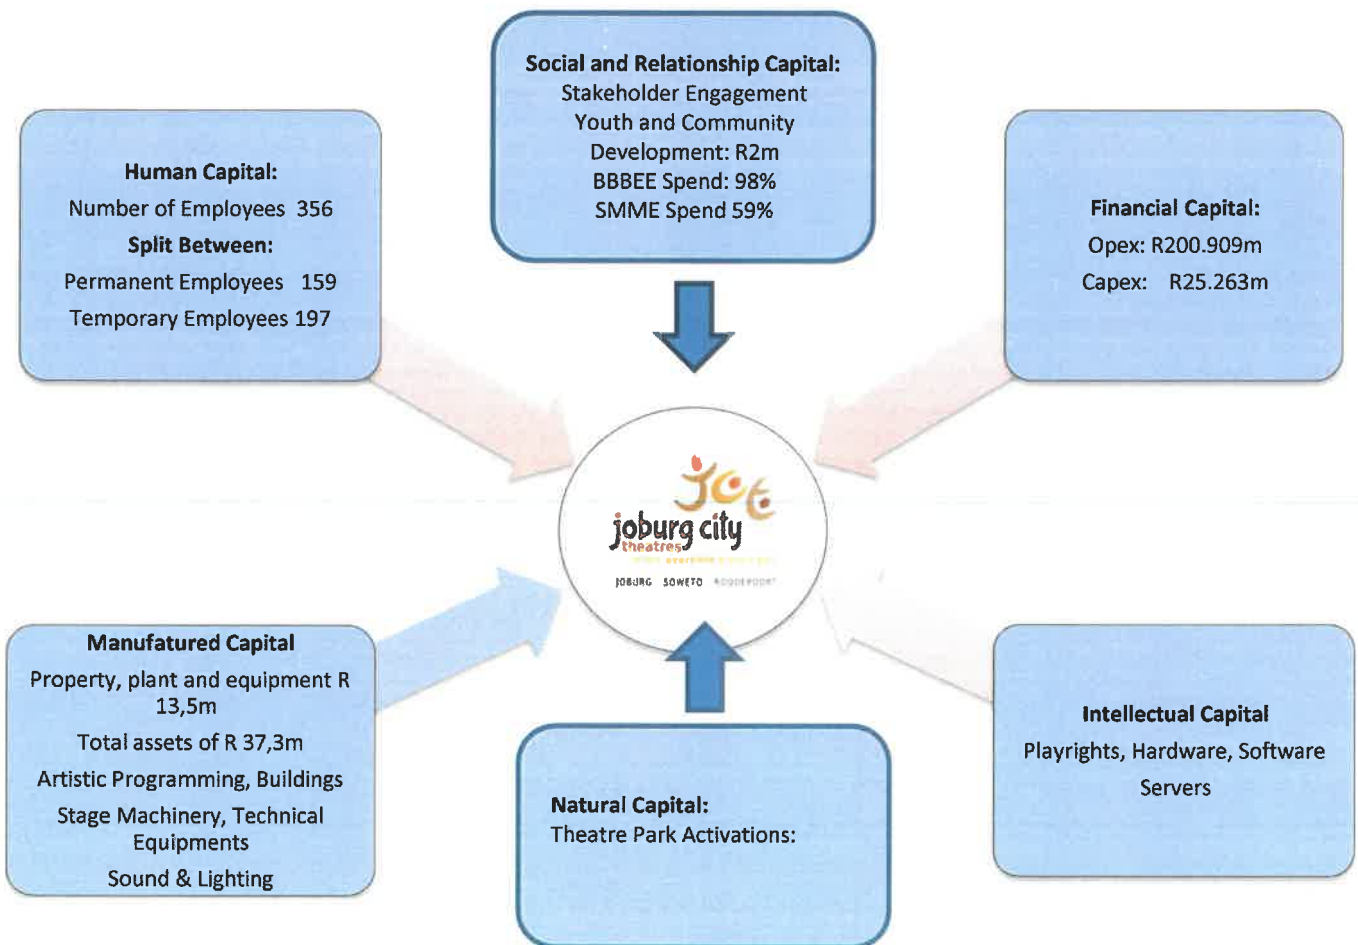 Social and Relationship Capital:
Stakeholder Engagement
Youth and Community
Development: R2m
BBBEE Spend: 98%
SMME Spend 59%
Human Capital:
Number of Employees 356
Split Between:
Permanent Employees 159
Temporary Employees 197
Financial Capital:
Opex: R200.909m
Capex: R25.263m
jct
joburg city
theatres
JOBURG SOWETO ROODEPOORT
Manufatured Capital
Property, plant and equipment R
13,5m
Total assets of R 37,3m
Artistic Programming, Buildings
Stage Machinery, Technical
Equipments
Sound & Lighting
Natural Capital:
Theatre Park Activations:
Intellectual Capital
Playrights, Hardware, Software
Servers